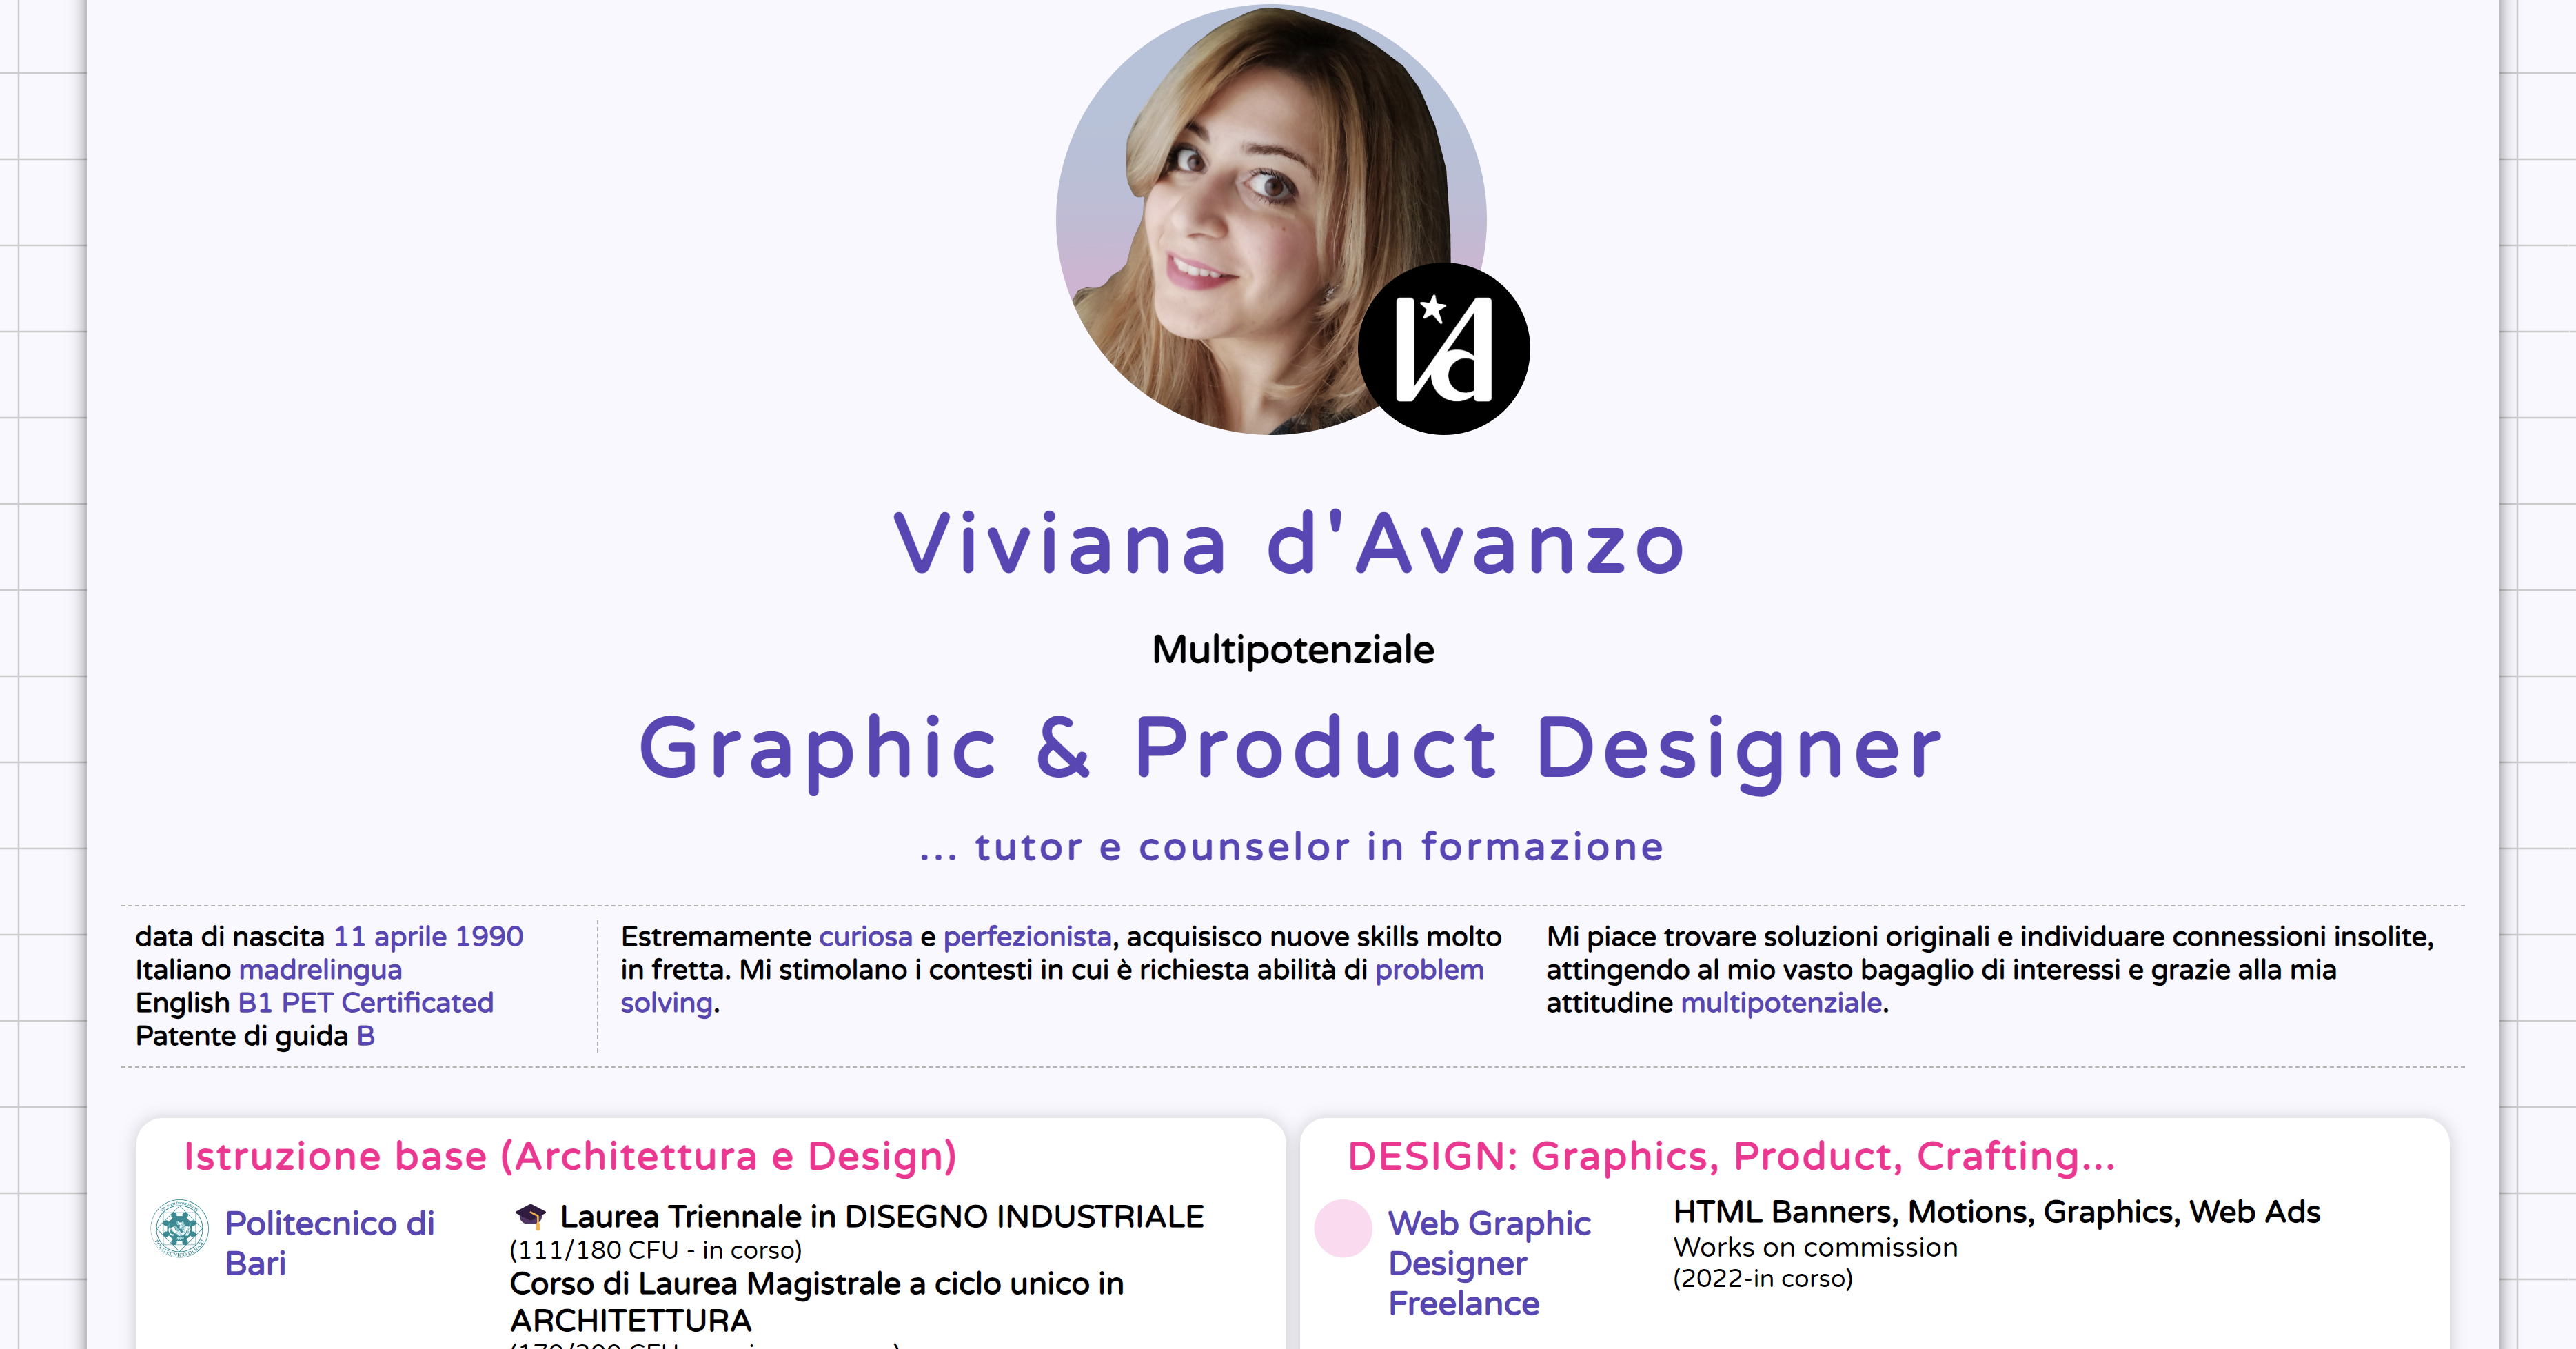 Vd
Viviana d'Avanzo
Multipotenziale
Graphic & Product Designer
... tutor e counselor in formazione
data di nascita 11 aprile 1990
Italiano madrelingua
English B1 PET Certificated
Patente di guida B
Estremamente curiosa e perfezionista, acquisisco nuove skills molto
in fretta. Mi stimolano i contesti in cui è richiesta abilità di problem
solving.
Mi piace trovare soluzioni originali e individuare connessioni insolite,
attingendo al mio vasto bagaglio di interessi e grazie alla mia
attitudine multipotenziale.
Istruzione base (Architettura e Design)
Politecnico di
Bari
🎓 Laurea Triennale in DISEGNO INDUSTRIALE
(111/180 CFU - in corso)
Corso di Laurea Magistrale a ciclo unico in
ARCHITETTURA
DESIGN: Graphics, Product, Crafting...
Web Graphic
Designer
Freelance
HTML Banners, Motions, Graphics, Web Ads
Works on commission
(2022-in corso)